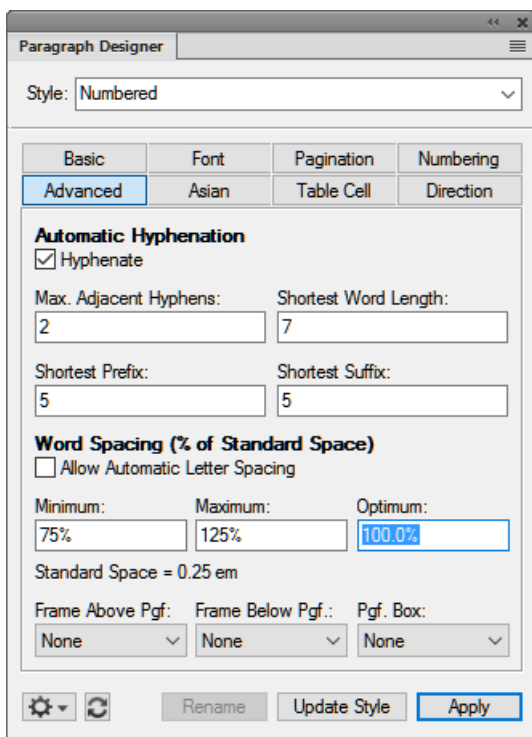 Paragraph Designer
Style: Numbered
Basic Font Pagination Numbering
Advanced Asian Table Cell Direction
Automatic Hyphenation
Hyphenate
Max. Adjacent Hyphens: Shortest Word Length:
2 7
Shortest Prefix: Shortest Suffix:
5 5
Word Spacing (% of Standard Space)
Allow Automatic Letter Spacing
Minimum: Maximum: Optimum:
75% 125% 100.0%
Standard Space = 0.25 em
Frame Above Pgf: Frame Below Pgf.: Pgf. Box:
None None None
Rename Update Style Apply